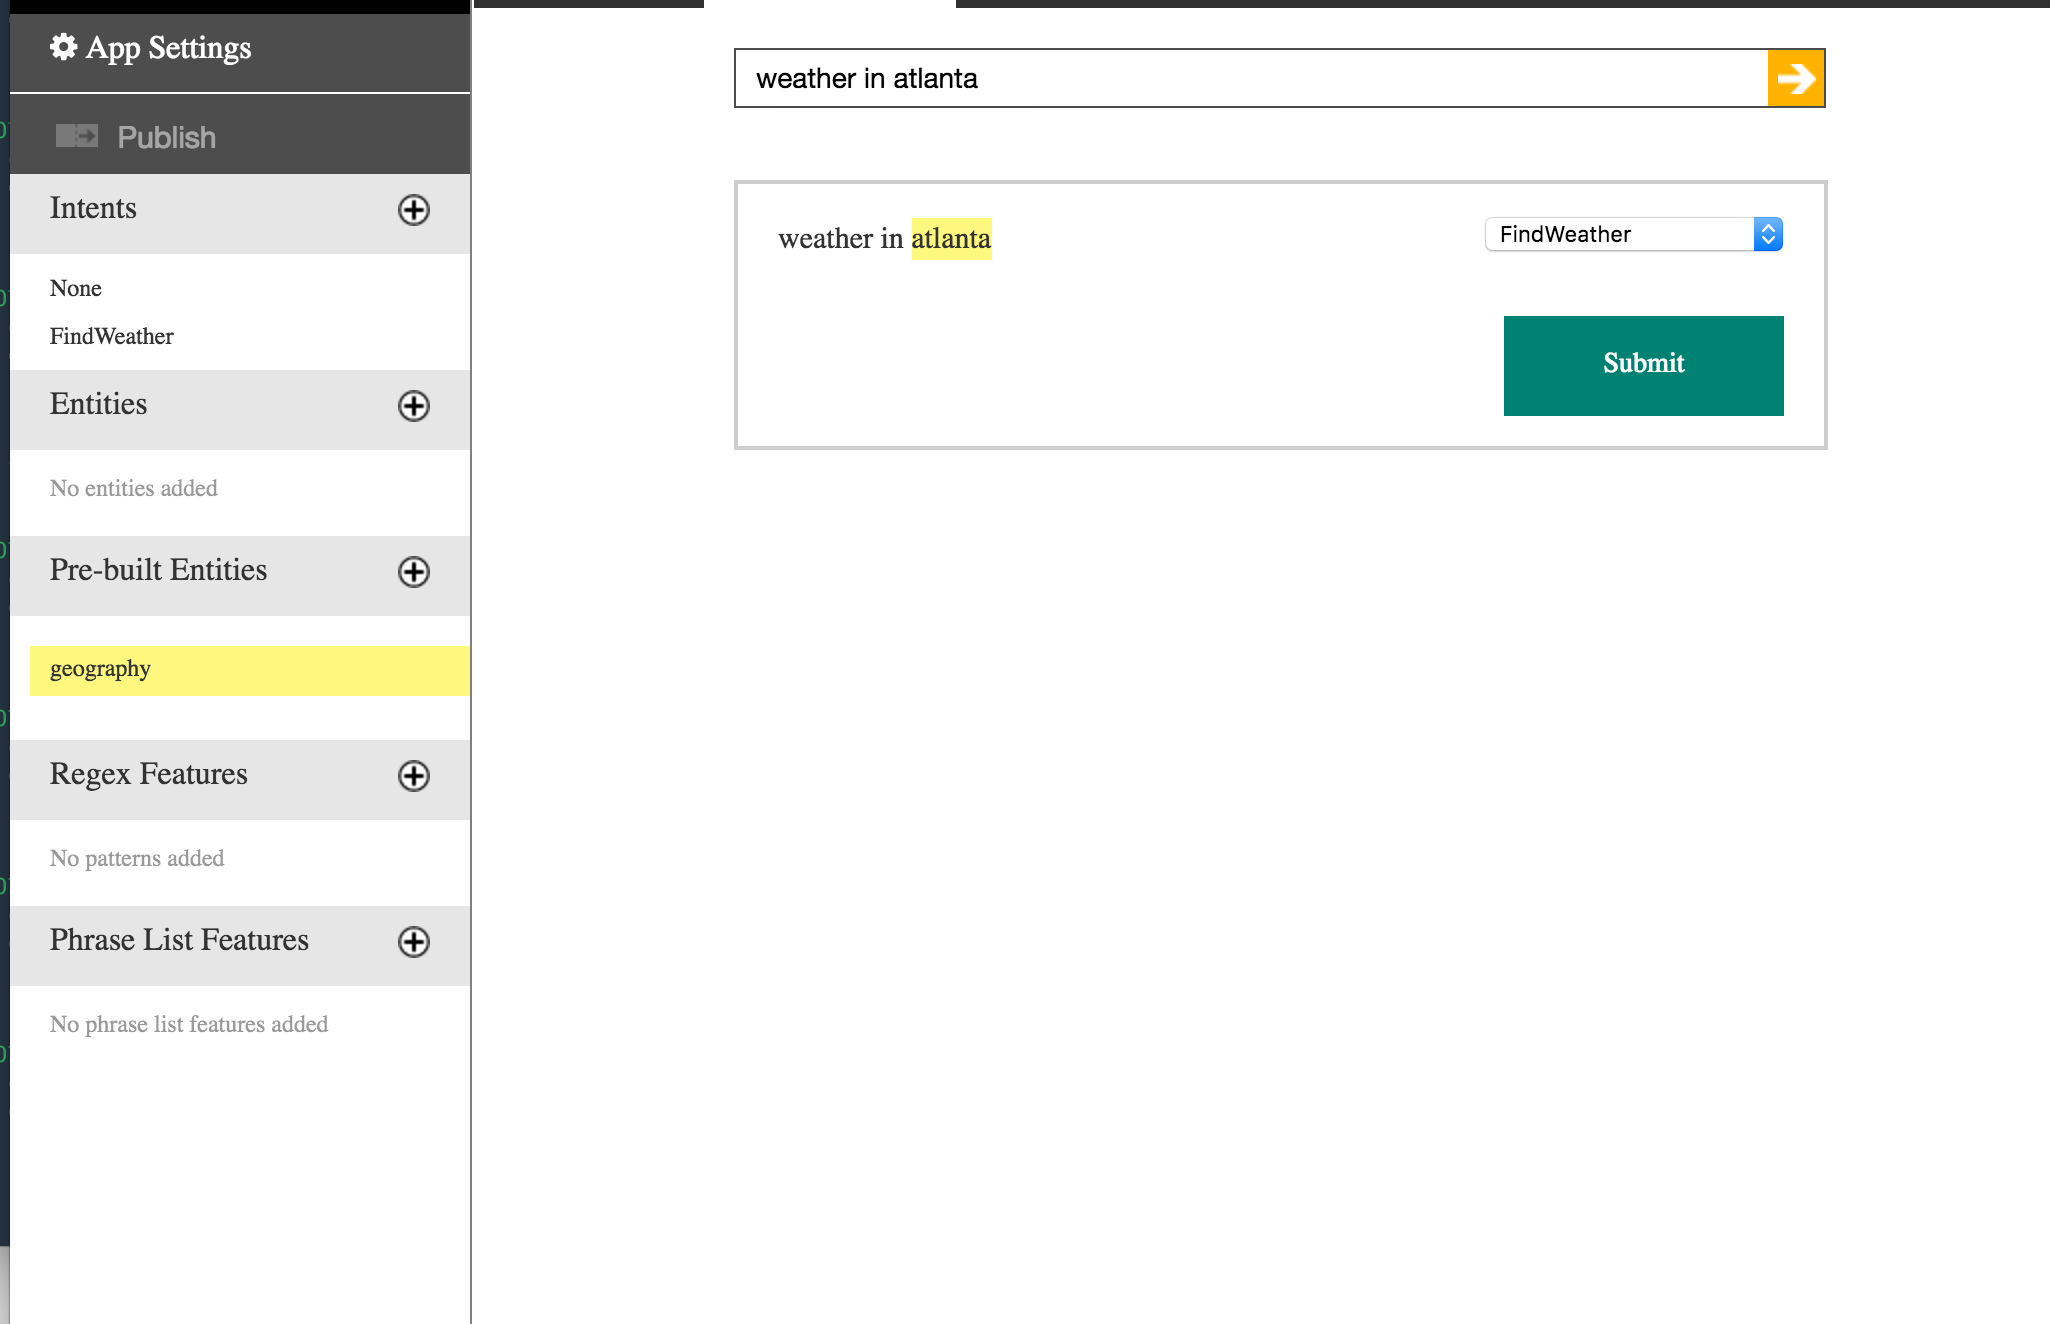 App Settings
Publish
Intents
None
FindWeather
Entities
No entities added
Pre-built Entities
geography
Regex Features
No patterns added
Phrase List Features
No phrase list features added
weather in atlanta
weather in atlanta
FindWeather
Submit